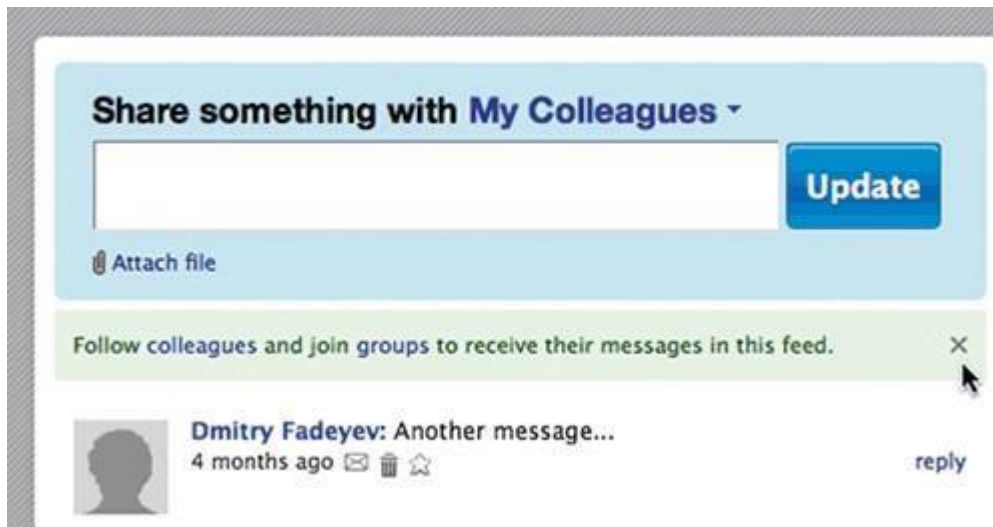 Share something with My Colleagues
Update
Attach file
Follow colleagues and join groups to receive their messages in this feed.
Dmitry Fadeyev: Another message...
4 months ago
reply